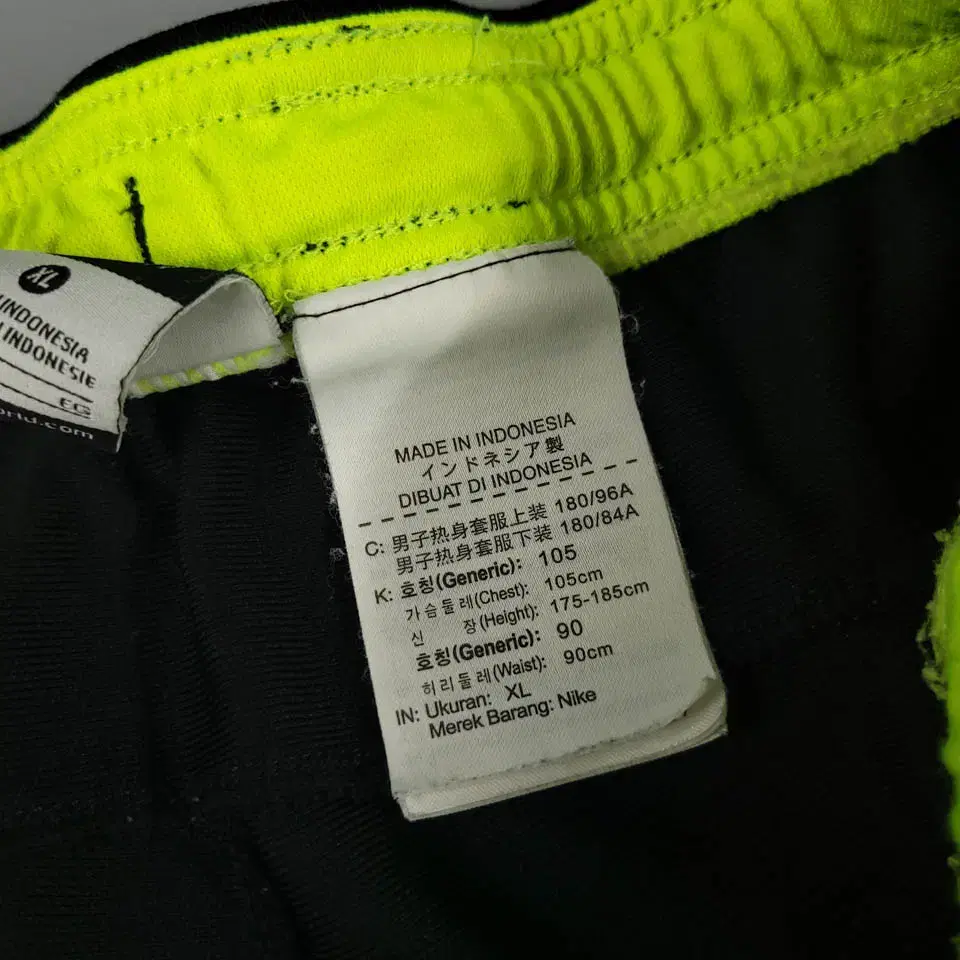 XL
INDONESIA
INDONESIE
EG
orld.com
MADE IN INDONESIA
インドネシア製
DIBUAT DI INDONESIA
C: 男子热身套服上装 180/96A
男子热身套服下装 180/84A
K: 호칭(Generic): 105
가슴둘레(Chest): 105cm
신 장(Height): 175-185cm
호칭(Generic): 90
허리둘레(Waist): 90cm
IN: Ukuran: XL
Merek Barang: Nike